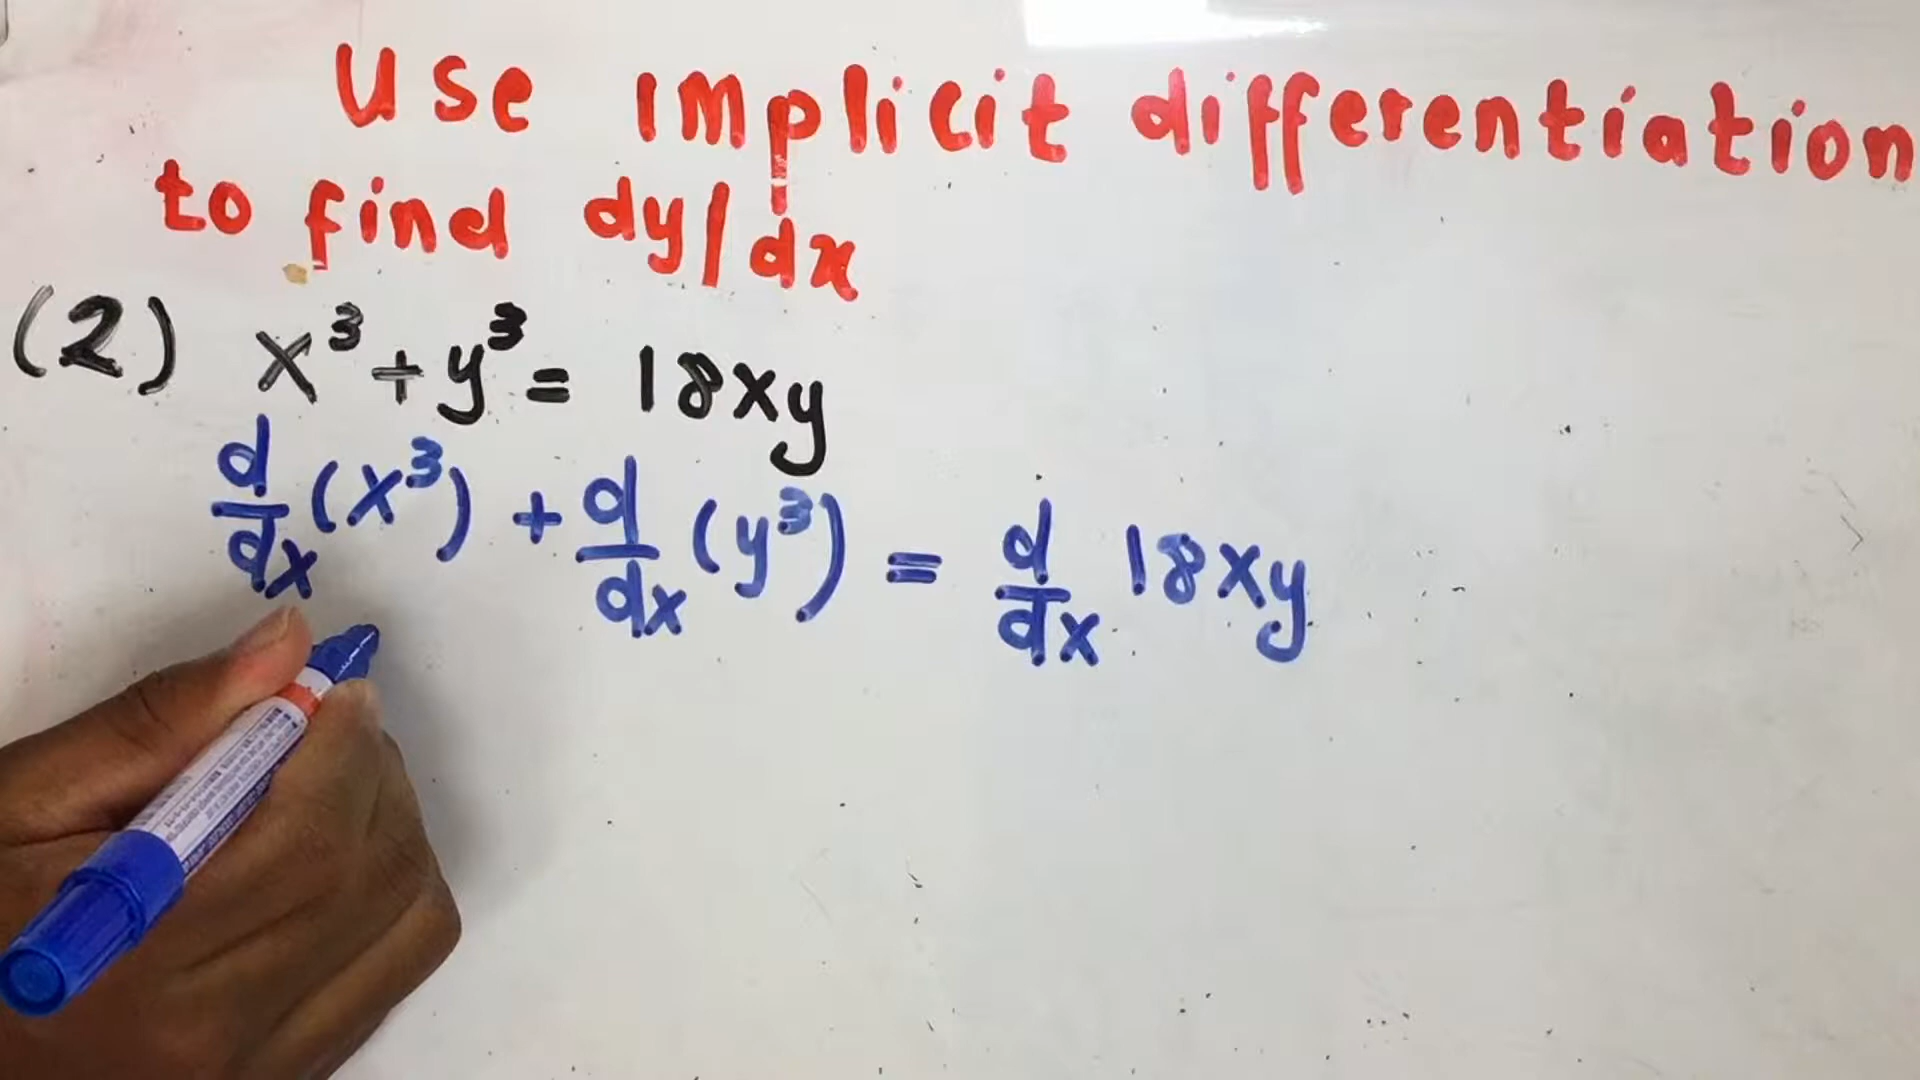 Use implicit differentiation
to find dy/dx
(2) x³ + y³ = 18xy
d/dx (x³) + d/dx (y³) = d/dx 18xy